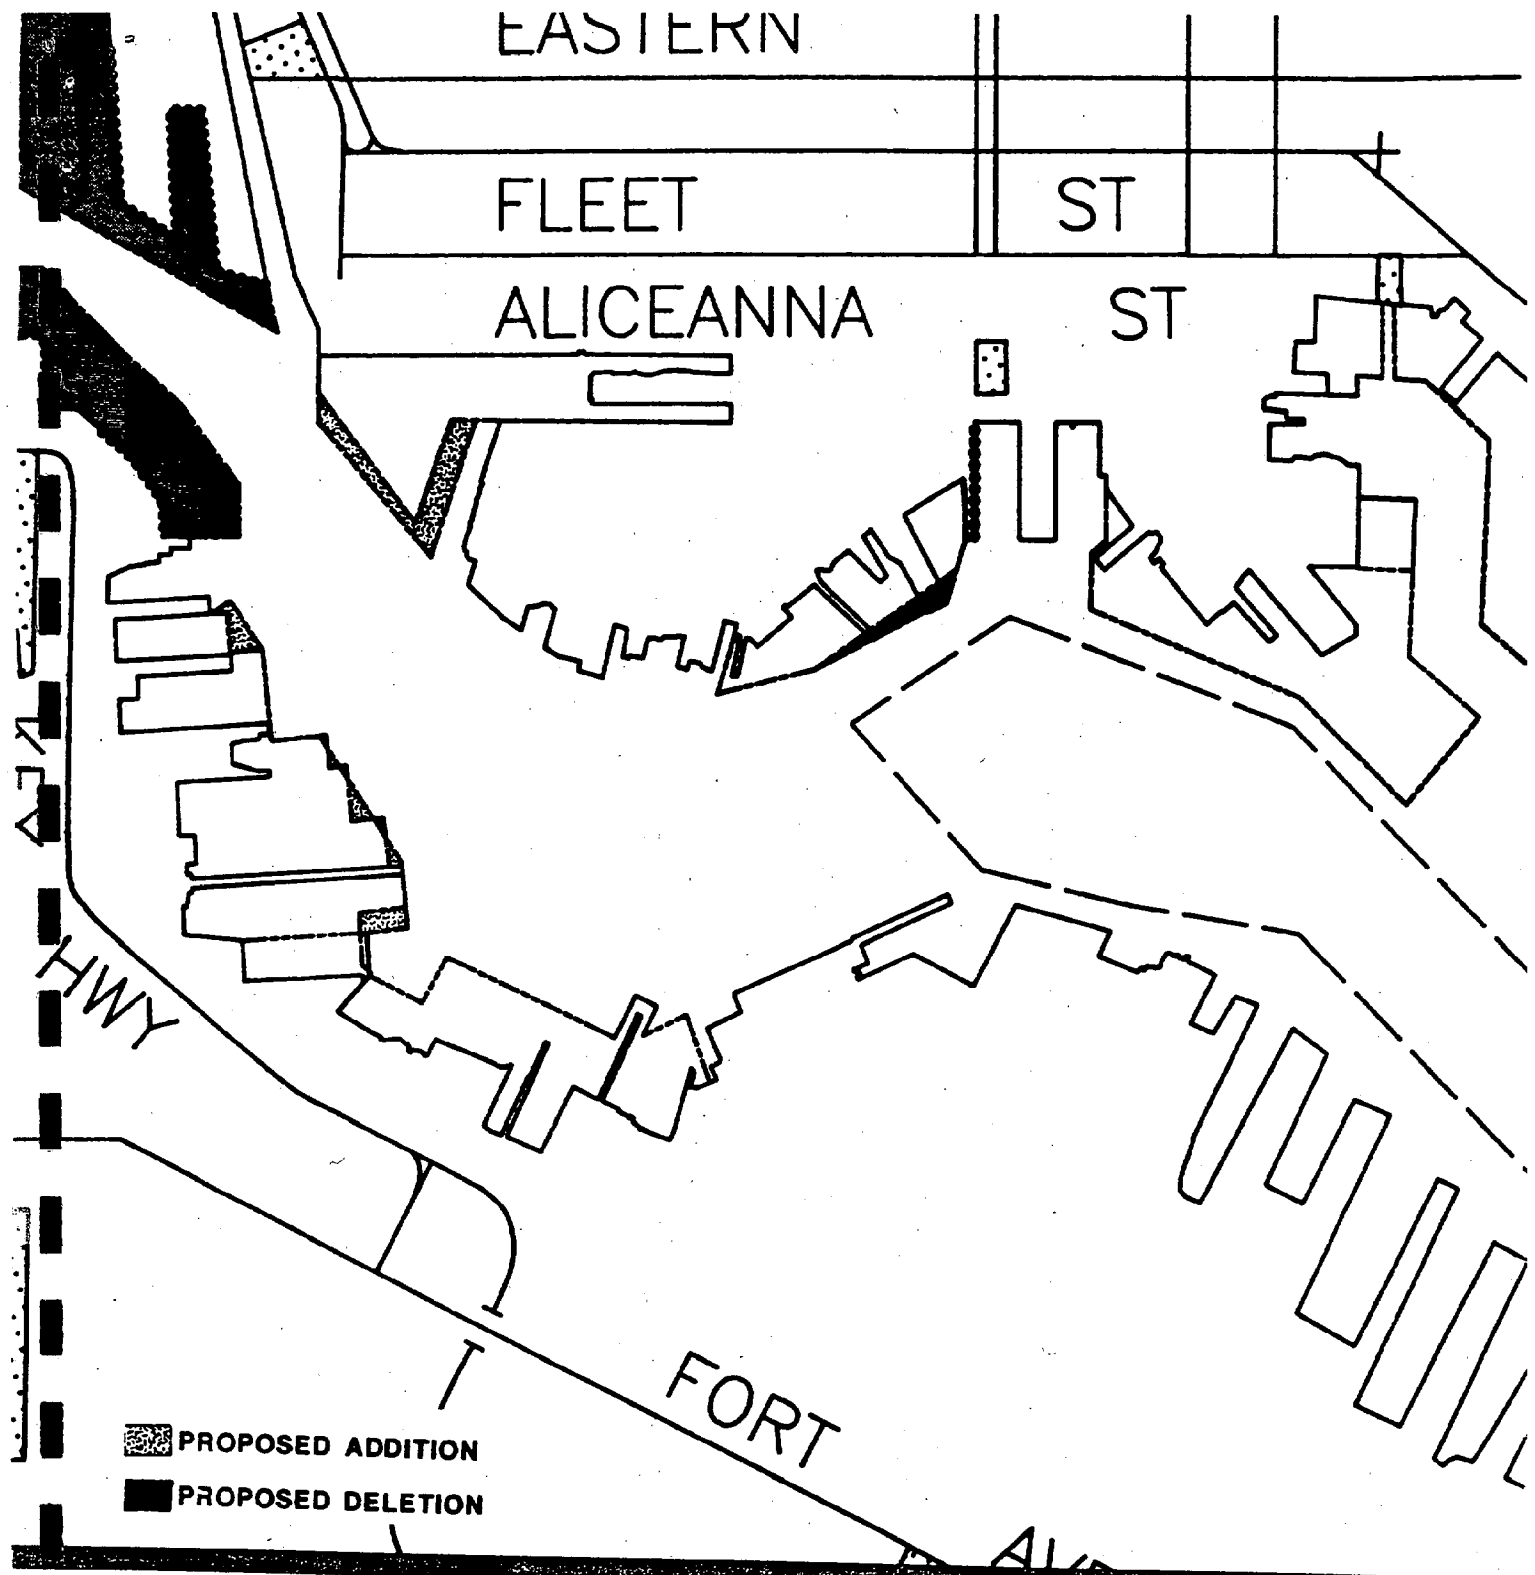 EASTERN
FLEET ST
ALICEANNA ST
HWY
FORT
PROPOSED ADDITION
PROPOSED DELETION